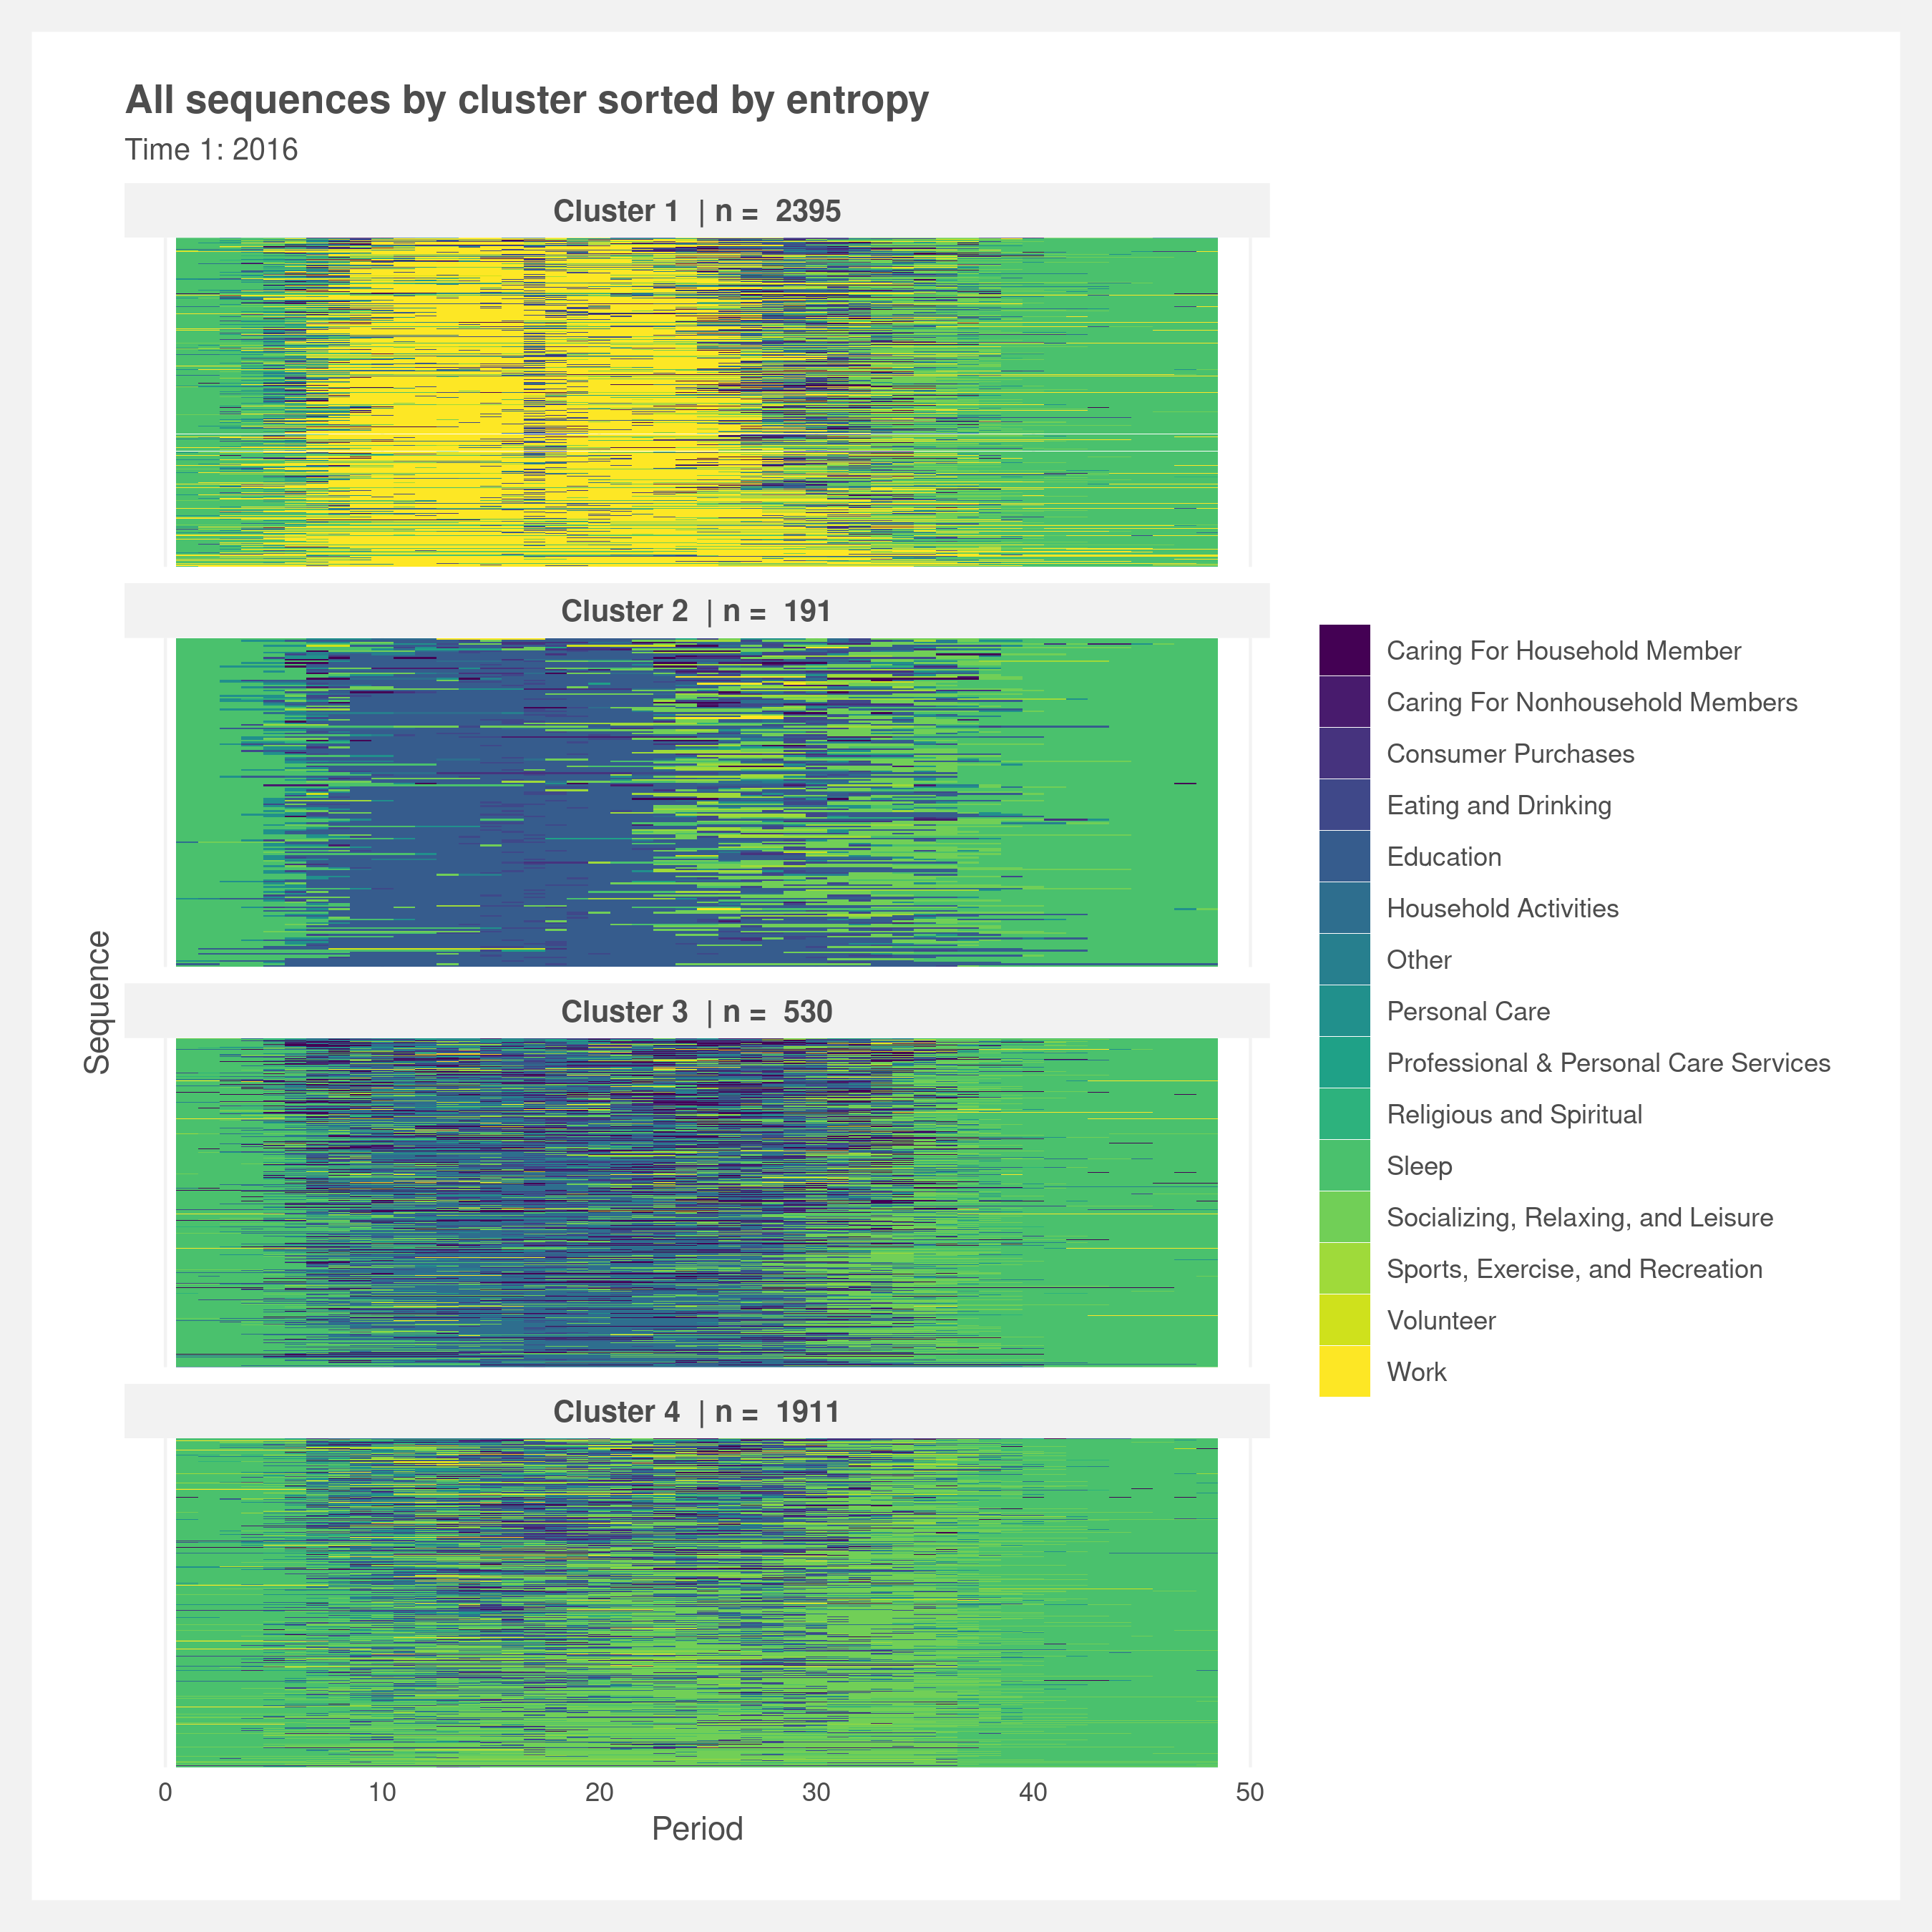 All sequences by cluster sorted by entropy
Time 1: 2016
Cluster 1 | n = 2395
Cluster 2 | n = 191
Cluster 3 | n = 530
Cluster 4 | n = 1911
Sequence
0 10 20 30 40 50
Period
Caring For Household Member
Caring For Nonhousehold Members
Consumer Purchases
Eating and Drinking
Education
Household Activities
Other
Personal Care
Professional & Personal Care Services
Religious and Spiritual
Sleep
Socializing, Relaxing, and Leisure
Sports, Exercise, and Recreation
Volunteer
Work